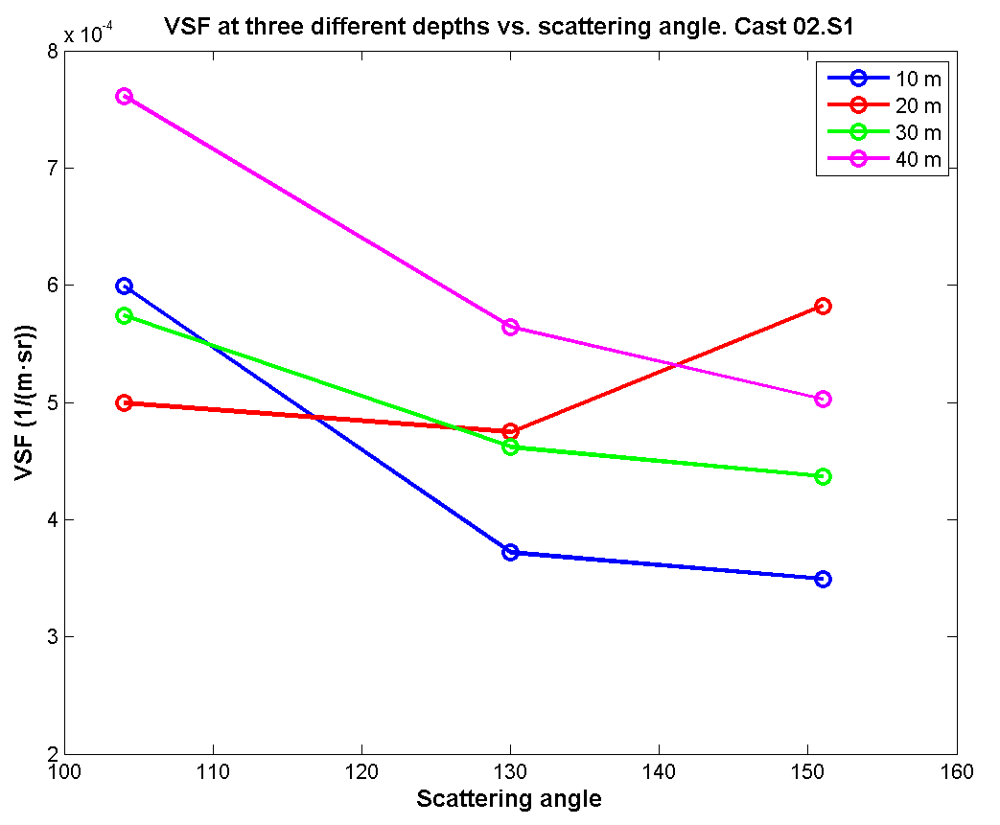 VSF at three different depths vs. scattering angle. Cast 02.S1
x 10⁻⁴
8
7
6
5
4
3
2
VSF (1/(m·sr))
10 m
20 m
30 m
40 m
100 110 120 130 140 150 160
Scattering angle